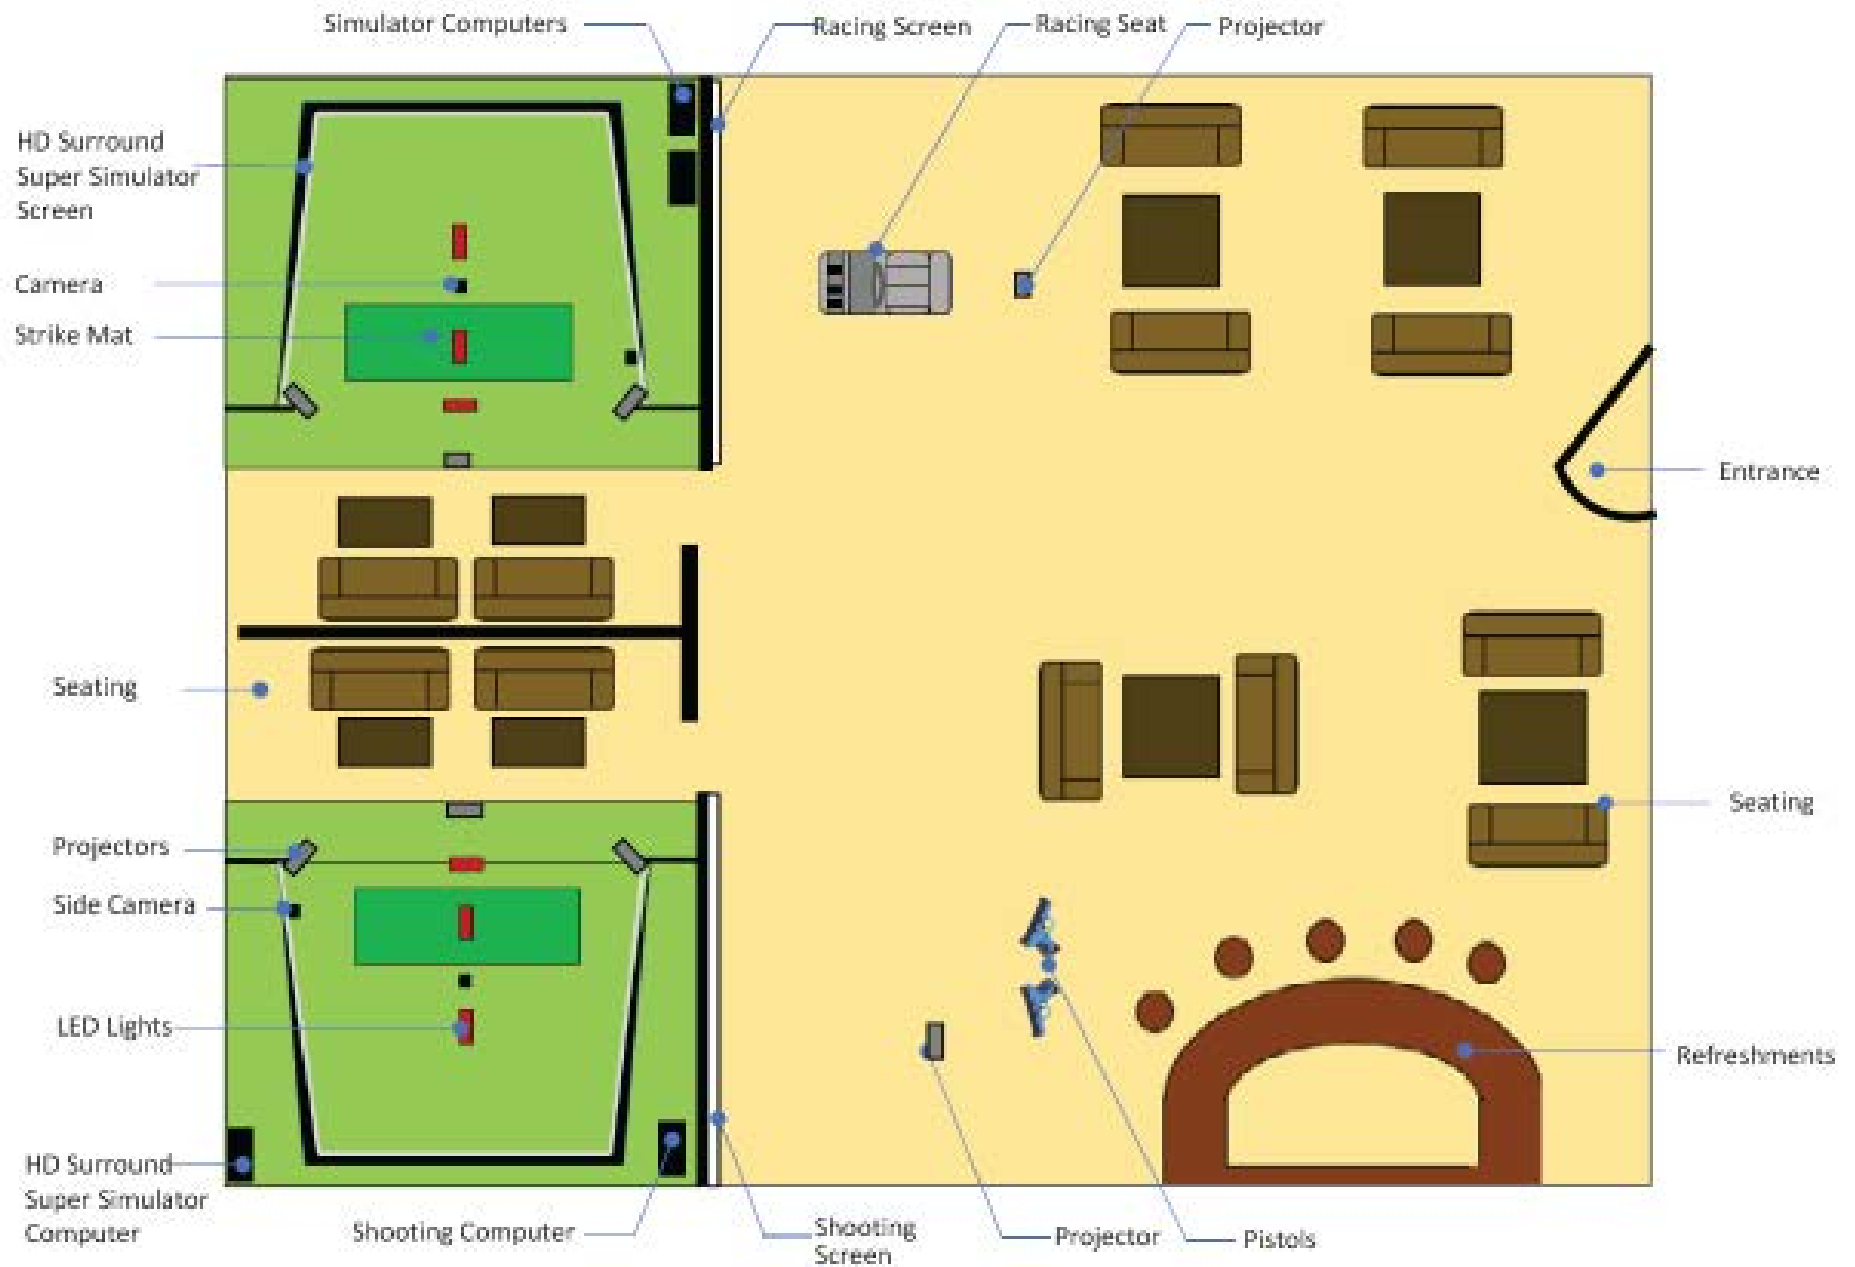 Simulator Computers
Racing Screen
Racing Seat
Projector
HD Surround
Super Simulator
Screen
Camera
Strike Mat
Entrance
Seating
Seating
Projectors
Side Camera
LED Lights
Refreshments
HD Surround
Super Simulator
Computer
Shooting Computer
Shooting
Screen
Projector
Pistols